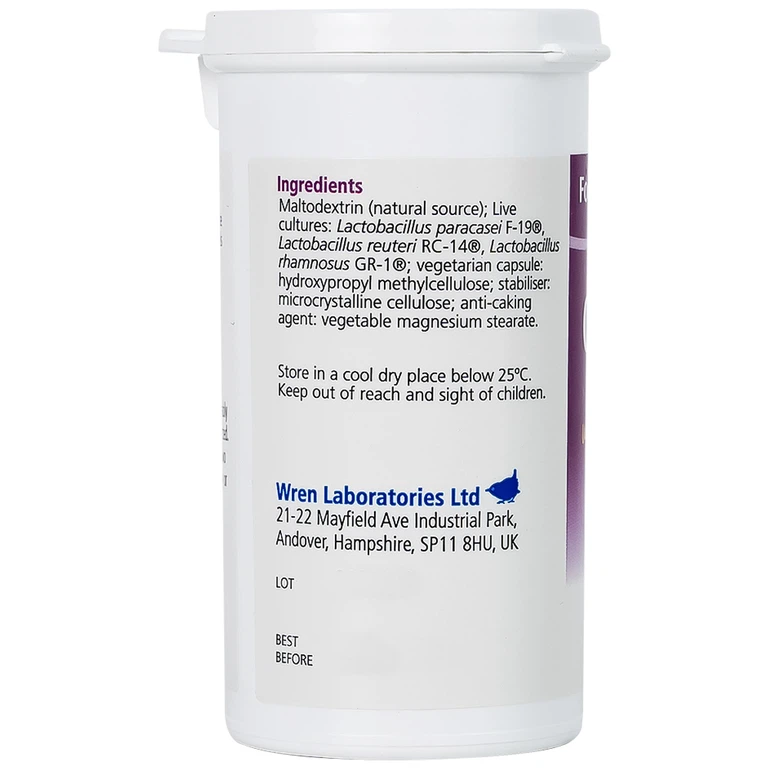 Ingredients
Maltodextrin (natural source); Live
cultures: Lactobacillus paracasei F-19®,
Lactobacillus reuteri RC-14®, Lactobacillus
rhamnosus GR-1®; vegetarian capsule:
hydroxypropyl methylcellulose; stabiliser:
microcrystalline cellulose; anti-caking
agent: vegetable magnesium stearate.
Store in a cool dry place below 25ºC.
Keep out of reach and sight of children.
Wren Laboratories Ltd
21-22 Mayfield Ave Industrial Park,
Andover, Hampshire, SP11 8HU, UK
LOT
BEST
BEFORE